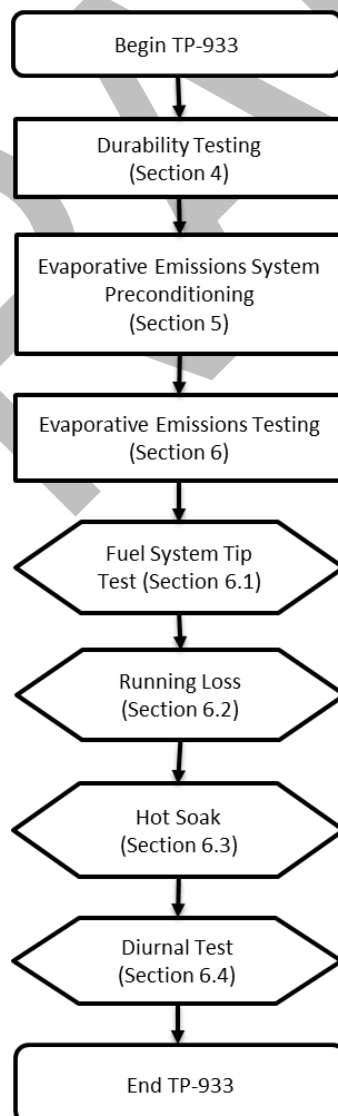 Begin TP-933
Durability Testing
(Section 4)
Evaporative Emissions System
Preconditioning
(Section 5)
Evaporative Emissions Testing
(Section 6)
Fuel System Tip
Test (Section 6.1)
Running Loss
(Section 6.2)
Hot Soak
(Section 6.3)
Diurnal Test
(Section 6.4)
End TP-933